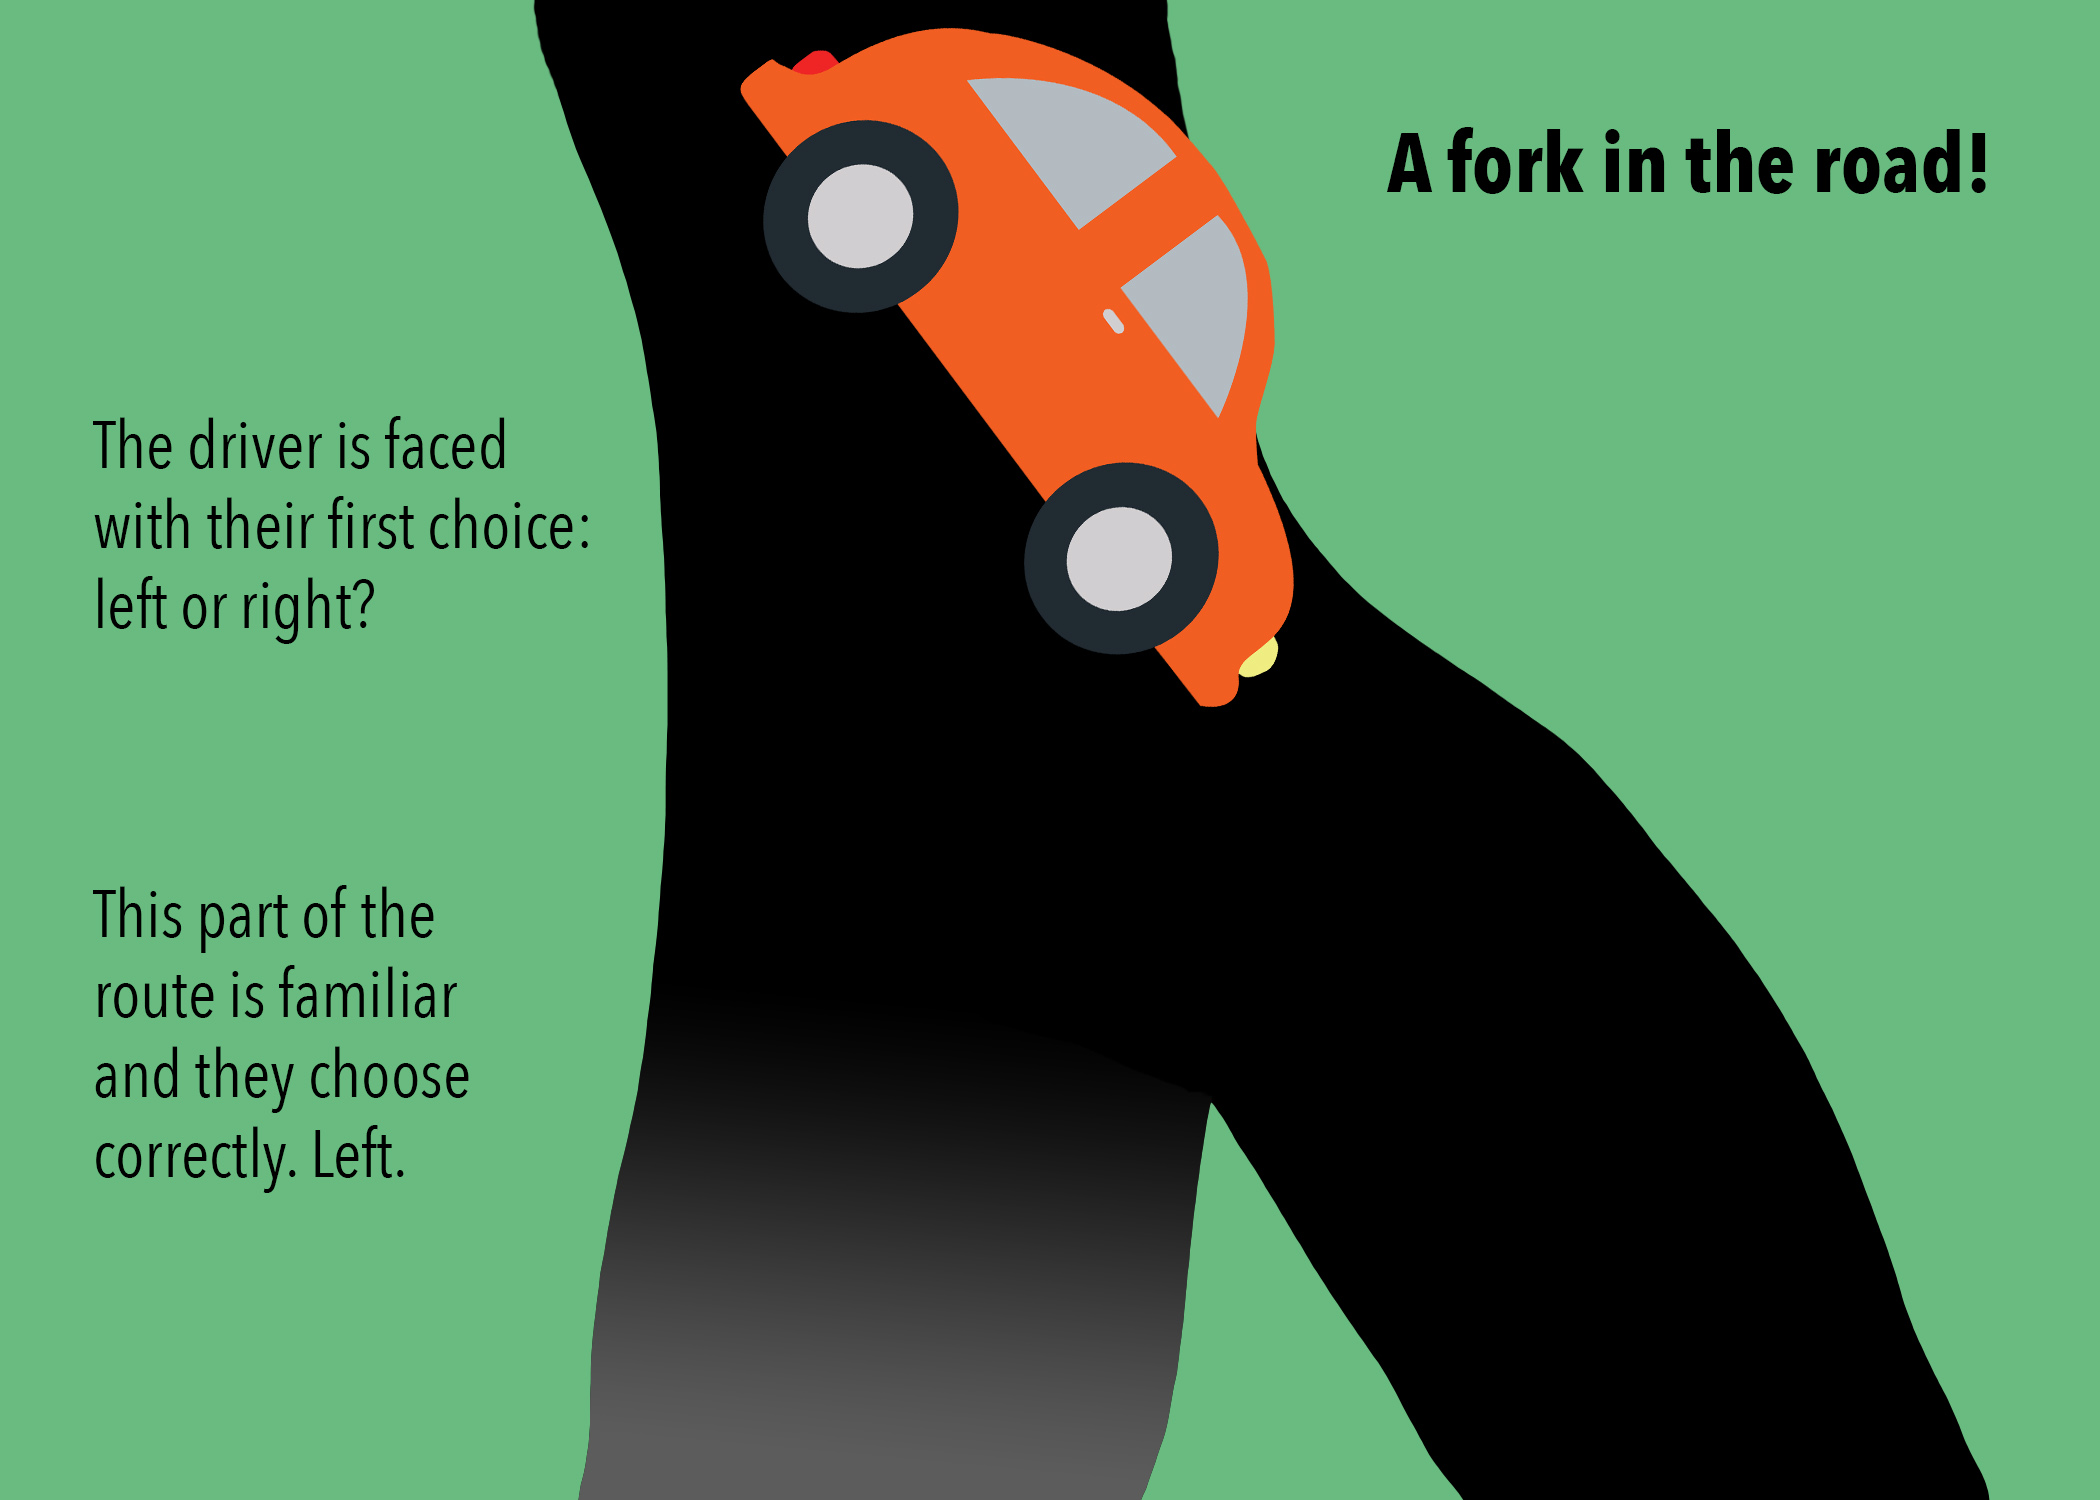 A fork in the road!
The driver is faced
with their first choice:
left or right?
This part of the
route is familiar
and they choose
correctly. Left.